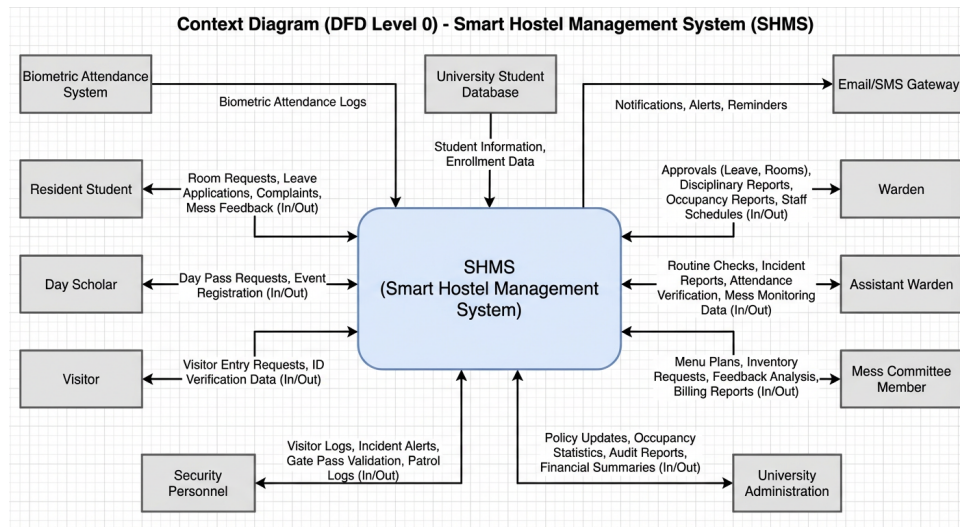 Context Diagram (DFD Level 0) - Smart Hostel Management System (SHMS)
Biometric Attendance
System
Biometric Attendance Logs
University Student
Database
Student Information,
Enrollment Data
Notifications, Alerts, Reminders
Email/SMS Gateway
Resident Student
Room Requests, Leave
Applications, Complaints,
Mess Feedback (In/Out)
Approvals (Leave, Rooms),
Disciplinary Reports,
Occupancy Reports, Staff
Schedules (In/Out)
Warden
Day Scholar
Day Pass Requests, Event
Registration (In/Out)
SHMS
(Smart Hostel Management
System)
Routine Checks, Incident
Reports, Attendance
Verification, Mess Monitoring
Data (In/Out)
Assistant Warden
Visitor
Visitor Entry Requests, ID
Verification Data (In/Out)
Menu Plans, Inventory
Requests, Feedback Analysis,
Billing Reports (In/Out)
Mess Committee
Member
Security
Personnel
Visitor Logs, Incident Alerts,
Gate Pass Validation, Patrol
Logs (In/Out)
Policy Updates, Occupancy
Statistics, Audit Reports,
Financial Summaries (In/Out)
University
Administration